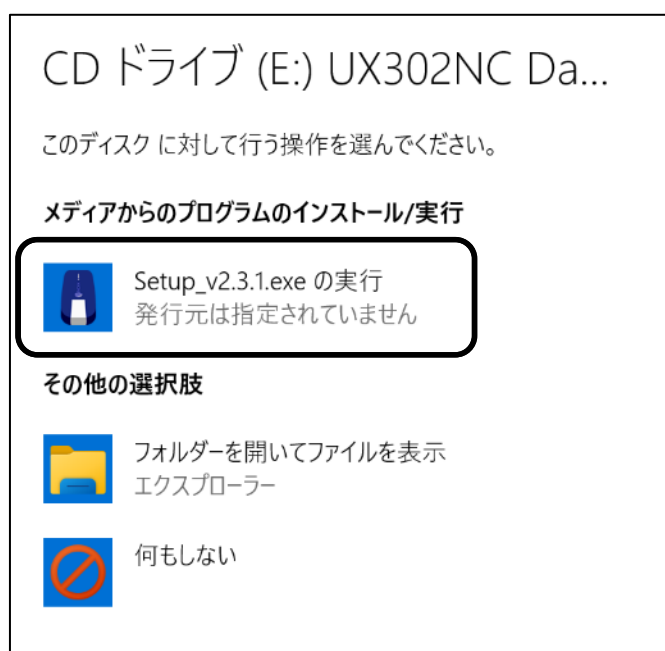 CD ドライブ (E:) UX302NC Da...
このディスク に対して行う操作を選んでください。
メディアからのプログラムのインストール/実行
Setup_v2.3.1.exe の実行
発行元は指定されていません
その他の選択肢
フォルダーを開いてファイルを表示
エクスプローラー
何もしない